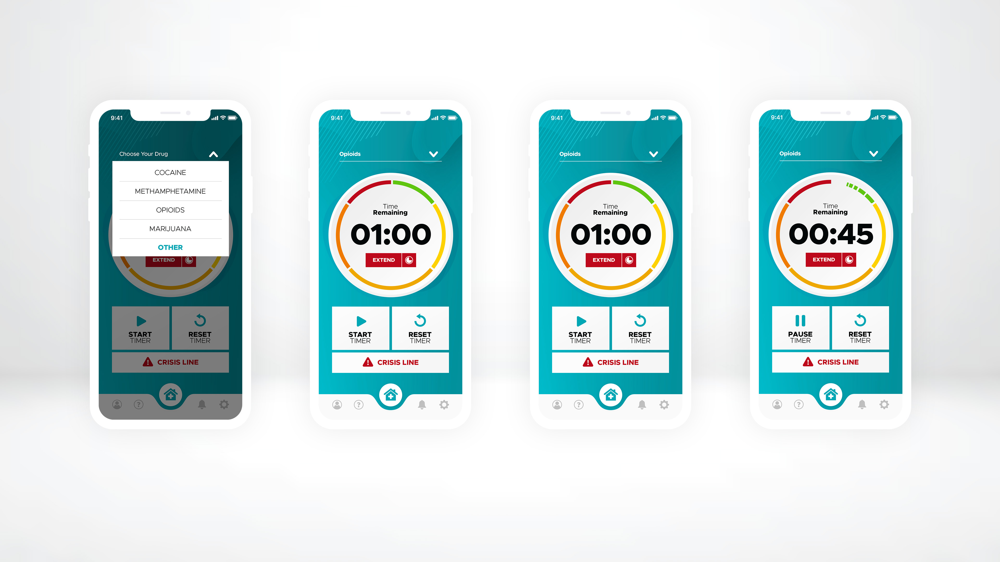 9:41
Choose Your Drug
COCAINE
METHAMPHETAMINE
OPIOIDS
MARIJUANA
OTHER
EXTEND
START
TIMER
RESET
TIMER
CRISIS LINE
?
9:41
Opioids
Time
Remaining
01:00
EXTEND
START
TIMER
RESET
TIMER
CRISIS LINE
?
9:41
Opioids
Time
Remaining
01:00
EXTEND
START
TIMER
RESET
TIMER
CRISIS LINE
?
9:41
Opioids
Time
Remaining
00:45
EXTEND
PAUSE
TIMER
RESET
TIMER
CRISIS LINE
?